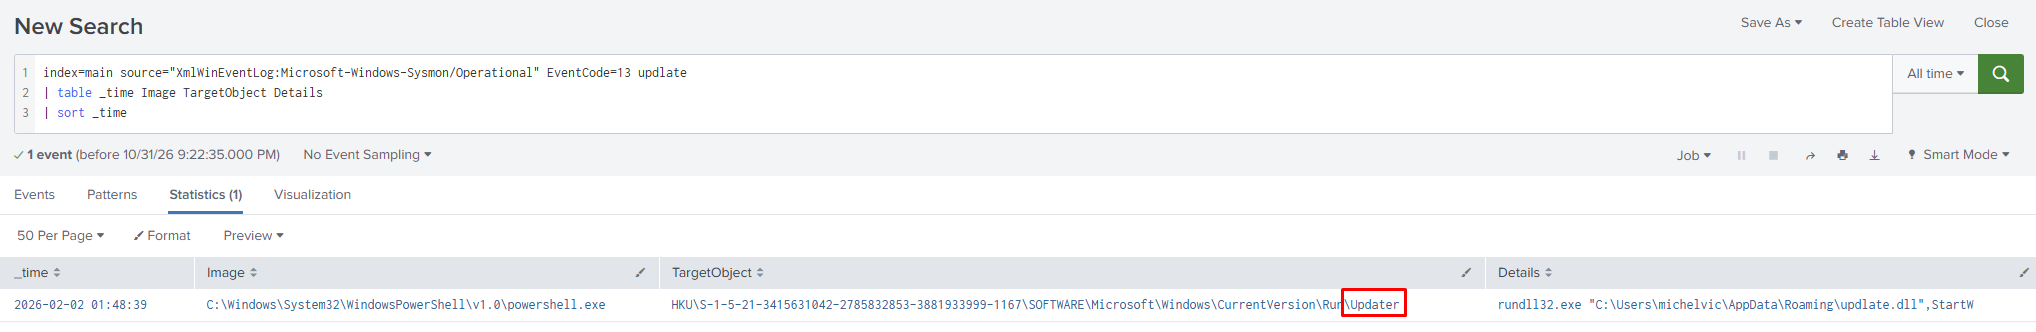 New Search
Save As ▾ Create Table View Close
1 index=main source="XmlWinEventLog:Microsoft-Windows-Sysmon/Operational" EventCode=13 updlate
2 | table _time Image TargetObject Details
3 | sort _time
All time ▾
✓ 1 event (before 10/31/26 9:22:35.000 PM) No Event Sampling ▾
Job ▾ Smart Mode ▾
Events Patterns Statistics (1) Visualization
50 Per Page ▾ Format Preview ▾
_time Image TargetObject Details
2026-02-02 01:48:39 C:\Windows\System32\WindowsPowerShell\v1.0\powershell.exe HKU\S-1-5-21-3415631042-2785832853-3881933999-1167\SOFTWARE\Microsoft\Windows\CurrentVersion\Run\Updater rundll32.exe "C:\Users\michelvic\AppData\Roaming\updlate.dll",StartW